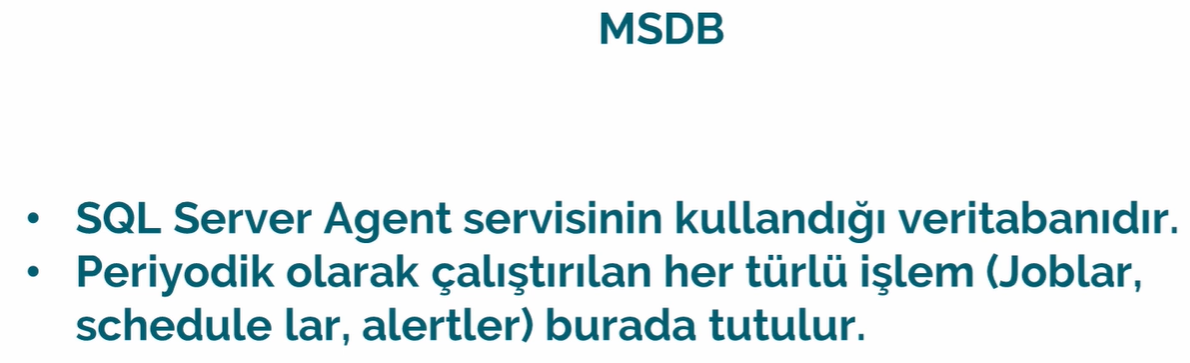 MSDB
• SQL Server Agent servisinin kullandığı veritabanıdır.
• Periyodik olarak çalıştırılan her türlü işlem (Joblar,
schedule lar, alertler) burada tutulur.